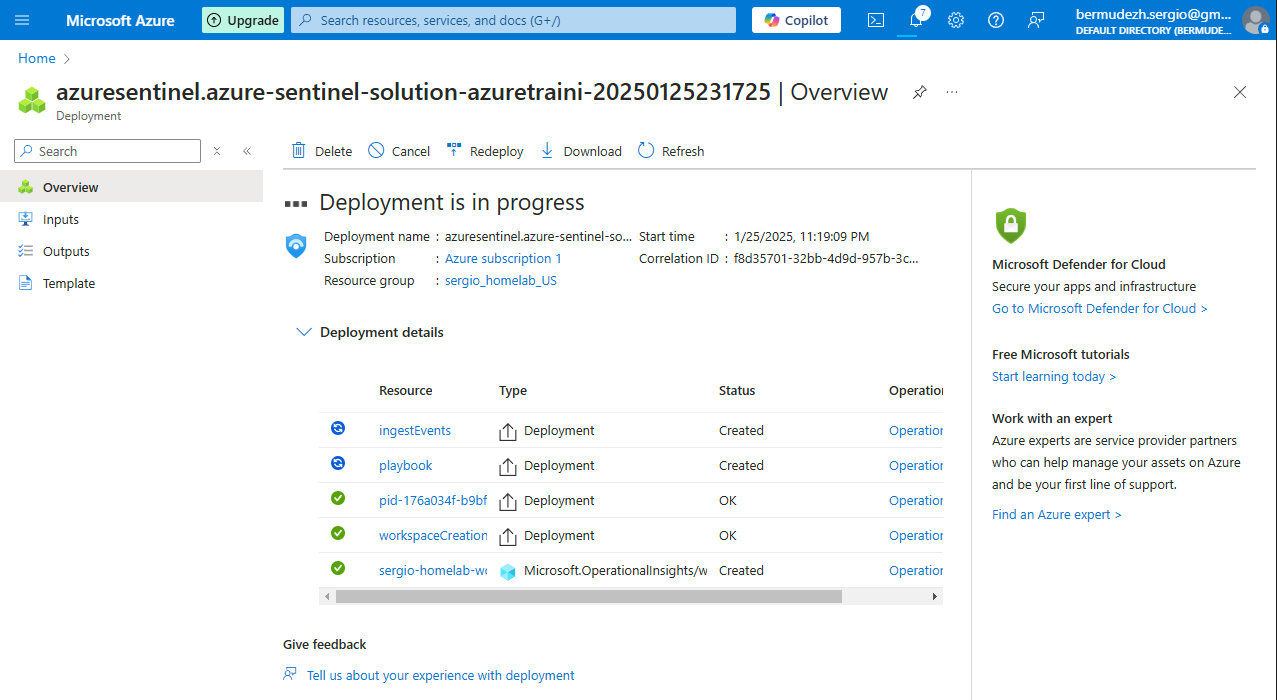 Microsoft Azure
Upgrade
Search resources, services, and docs (G+/)
Copilot
7
bermudezh.sergio@gm...
DEFAULT DIRECTORY (BERMUDE...
Home
azuresentinel.azure-sentinel-solution-azuretraini-20250125231725 | Overview
Deployment
Search
Overview
Inputs
Outputs
Template
Delete
Cancel
Redeploy
Download
Refresh
Deployment is in progress
Deployment name : azuresentinel.azure-sentinel-so...
Start time : 1/25/2025, 11:19:09 PM
Subscription : Azure subscription 1
Correlation ID : f8d35701-32bb-4d9d-957b-3c...
Resource group : sergio_homelab_US
Deployment details
Resource Type Status Operation
ingestEvents Deployment Created Operation
playbook Deployment Created Operation
pid-176a034f-b9bf Deployment OK Operation
workspaceCreation Deployment OK Operation
sergio-homelab-wo Microsoft.OperationalInsights/w Created Operation
Give feedback
Tell us about your experience with deployment
Microsoft Defender for Cloud
Secure your apps and infrastructure
Go to Microsoft Defender for Cloud >
Free Microsoft tutorials
Start learning today >
Work with an expert
Azure experts are service provider partners
who can help manage your assets on Azure
and be your first line of support.
Find an Azure expert >